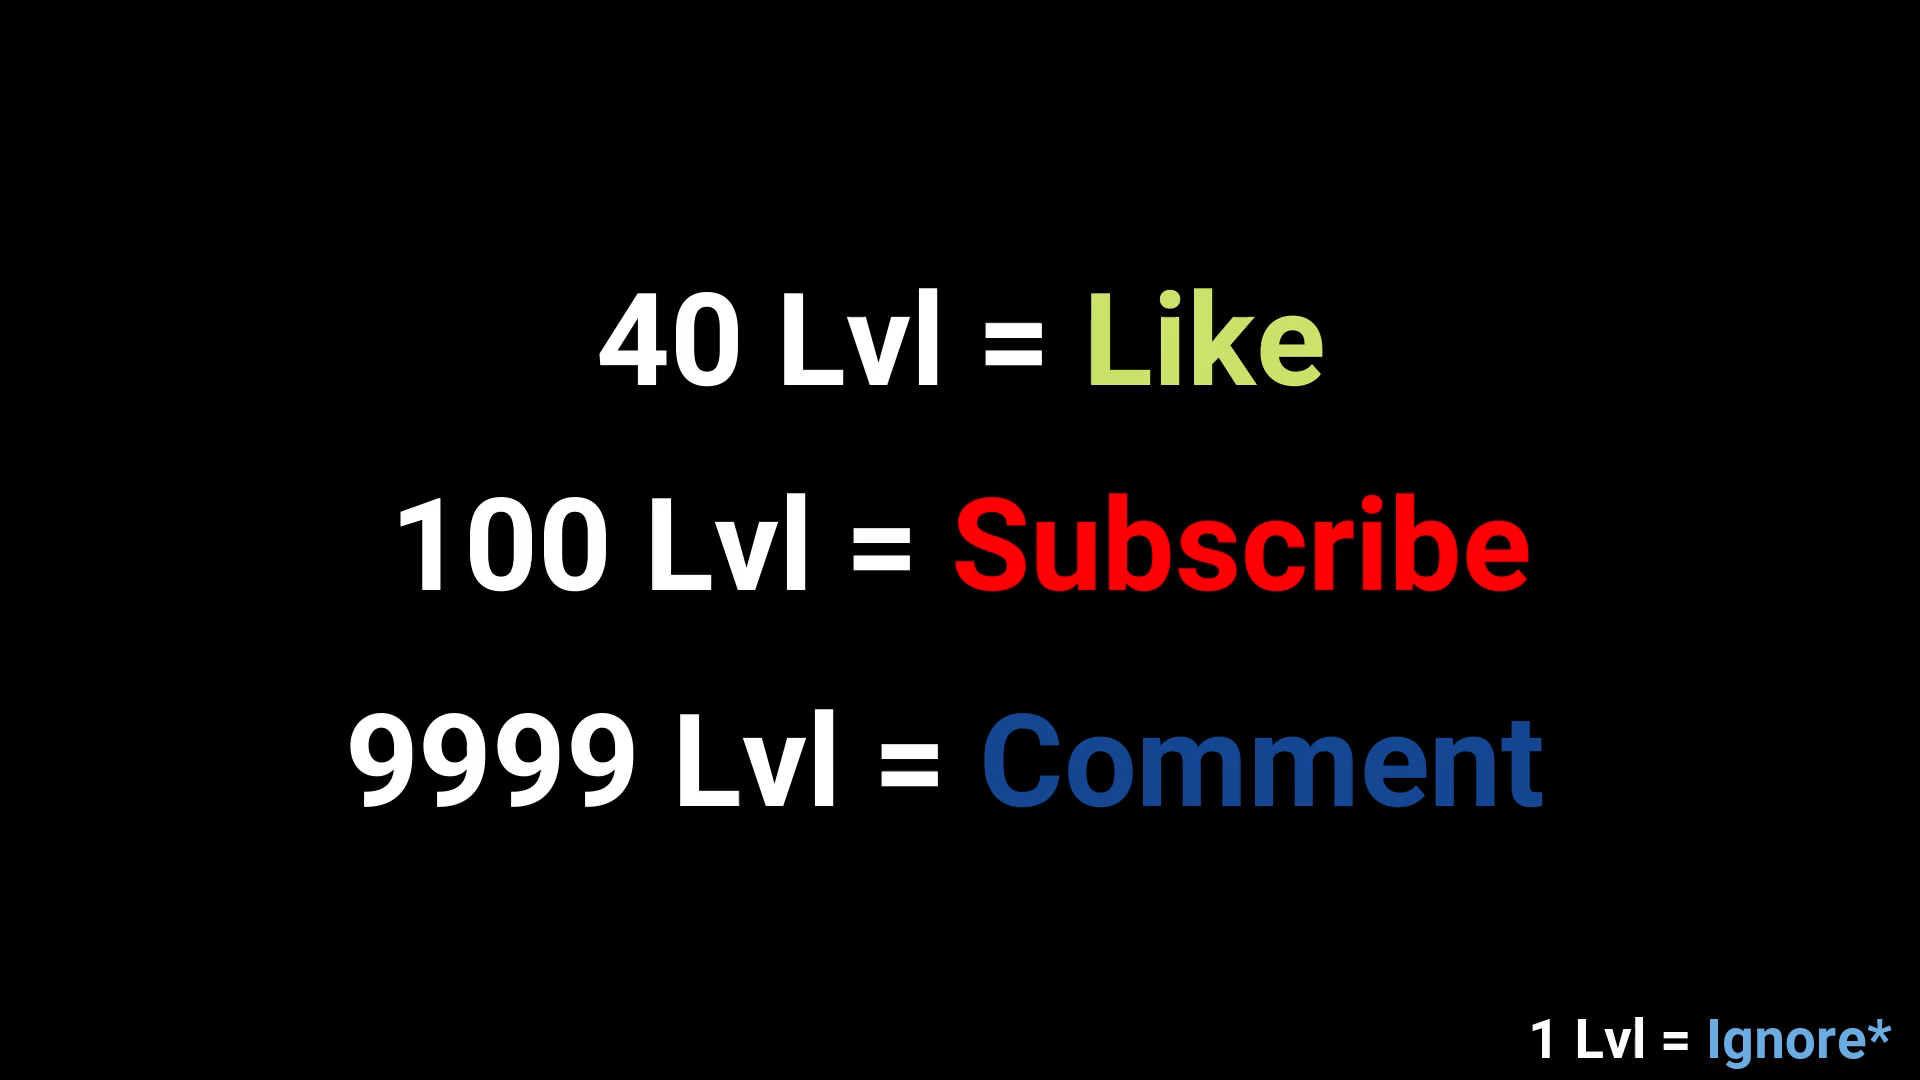 40 Lvl = Like
100 Lvl = Subscribe
9999 Lvl = Comment
1 Lvl = Ignore*